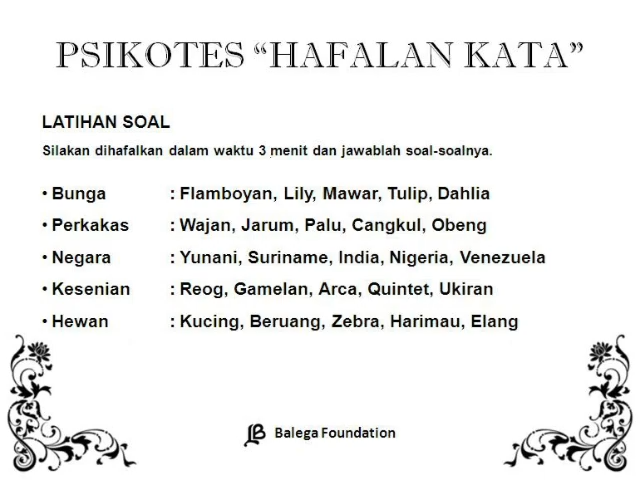 PSIKOTES “HAFALAN KATA”
LATIHAN SOAL
Silakan dihafalkan dalam waktu 3 menit dan jawablah soal-soalnya.
• Bunga : Flamboyan, Lily, Mawar, Tulip, Dahlia
• Perkakas : Wajan, Jarum, Palu, Cangkul, Obeng
• Negara : Yunani, Suriname, India, Nigeria, Venezuela
• Kesenian : Reog, Gamelan, Arca, Quintet, Ukiran
• Hewan : Kucing, Beruang, Zebra, Harimau, Elang
Balega Foundation